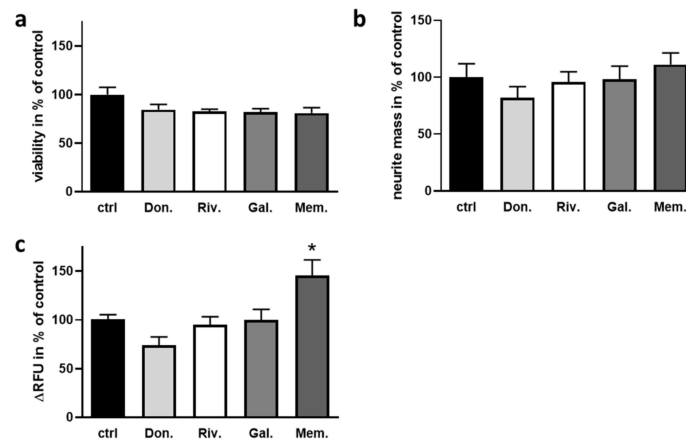 a
viability in % of control
150
100
50
0
ctrl Don. Riv. Gal. Mem.
b
neurite mass in % of control
150
100
50
0
ctrl Don. Riv. Gal. Mem.
c
ΔRFU in % of control
150
100
50
0
*
ctrl Don. Riv. Gal. Mem.